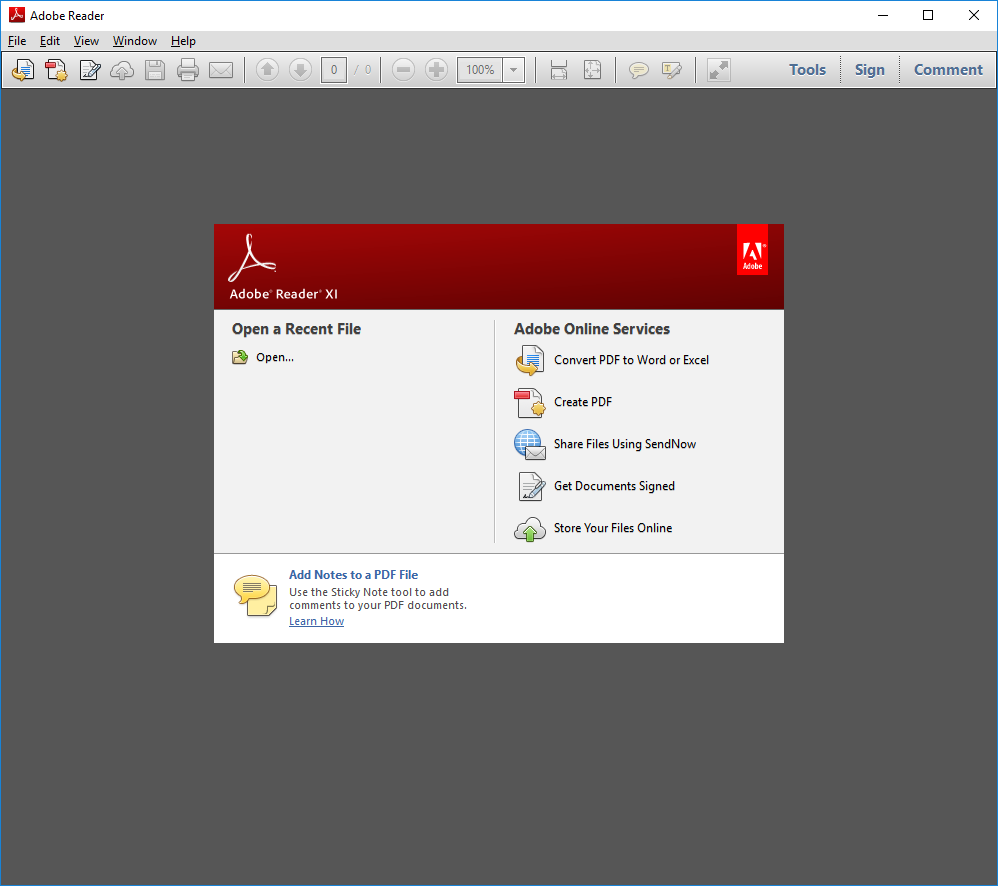 Adobe Reader
File Edit View Window Help
0 / 0 100% Tools Sign Comment
Adobe® Reader® XI
Adobe®
Open a Recent File
Open...
Adobe Online Services
Convert PDF to Word or Excel
Create PDF
Share Files Using SendNow
Get Documents Signed
Store Your Files Online
Add Notes to a PDF File
Use the Sticky Note tool to add
comments to your PDF documents.
Learn How